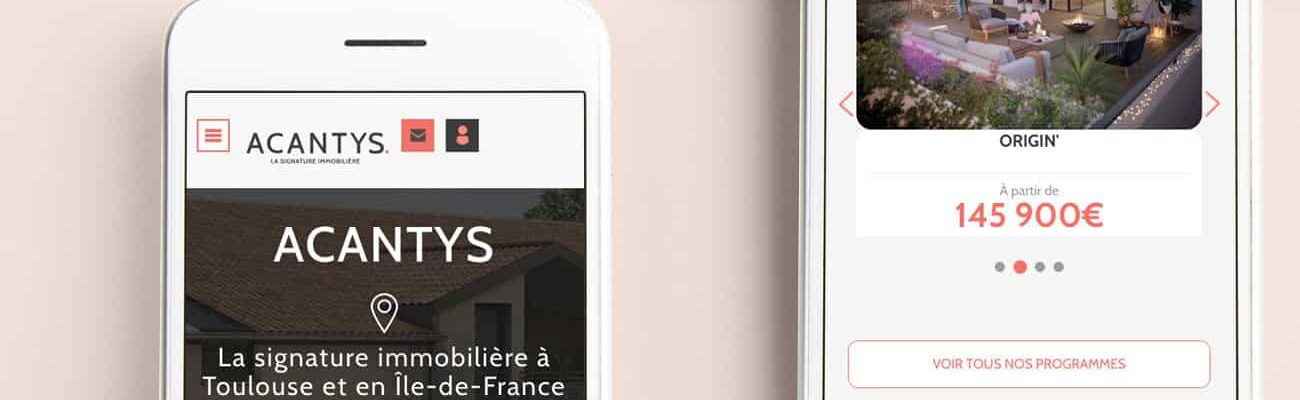 ACANTYS.
LA SIGNATURE IMMOBILIÈRE
ACANTYS
La signature immobilière à
Toulouse et en Île-de-France
ORIGIN'
À partir de
145 900€
VOIR TOUS NOS PROGRAMMES